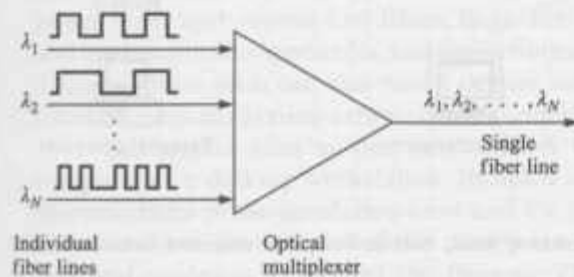 λ1
λ2
λN
λ1, λ2, . . . . , λN
Single
fiber line
Individual
fiber lines
Optical
multiplexer